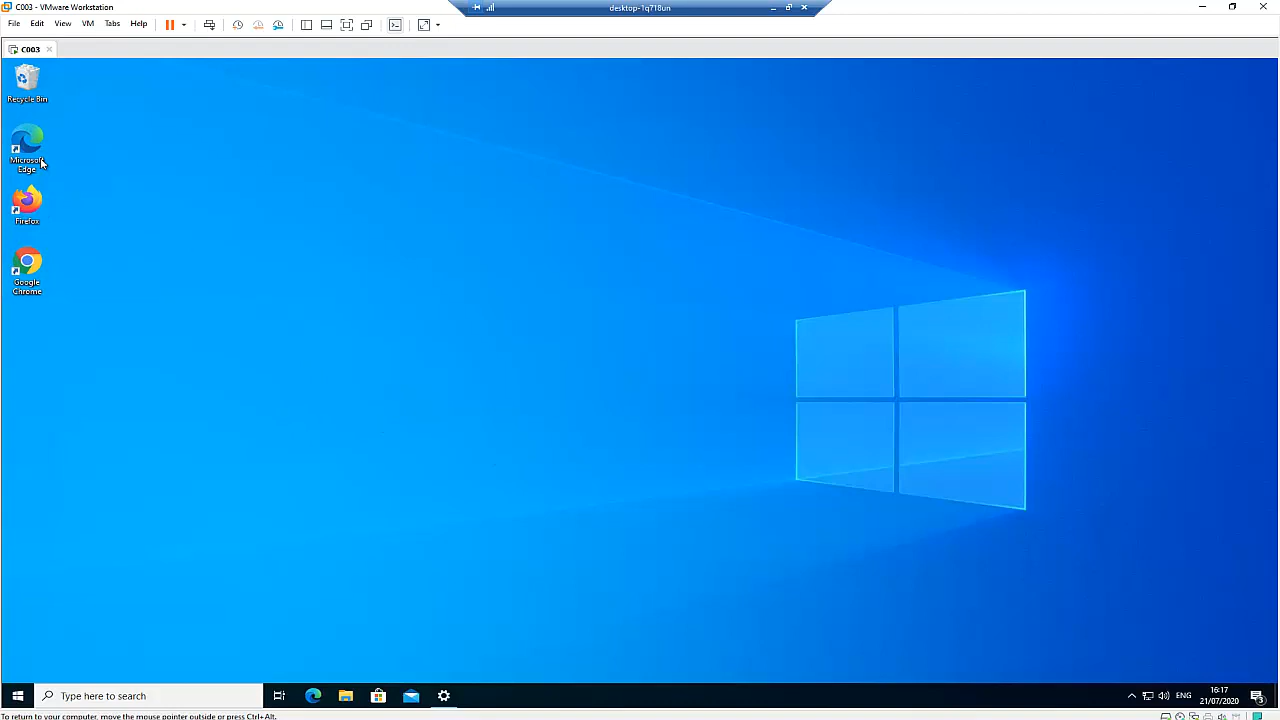 C003 - VMware Workstation
desktop-1q718un
File Edit View VM Tabs Help
C003
Recycle Bin
Microsoft
Edge
Firefox
Google
Chrome
Type here to search
ENG
16:17
21/07/2020
3
To return to your computer, move the mouse pointer outside or press Ctrl+Alt.